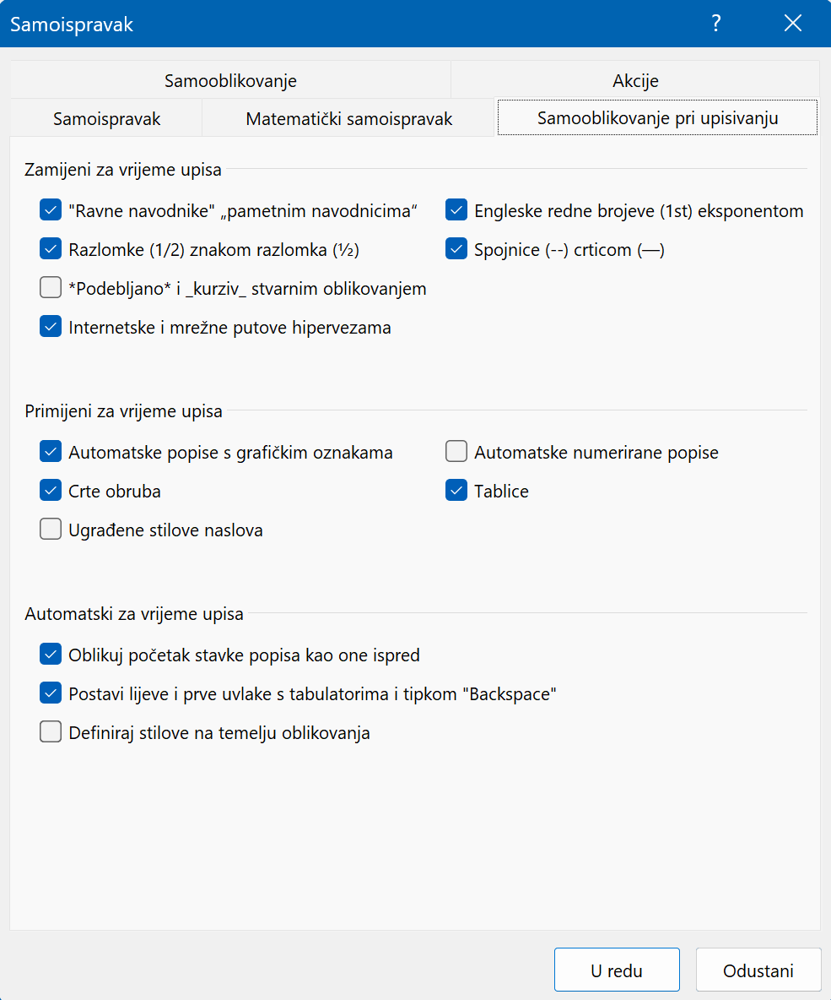 Samoispravak
?
Samooblikovanje
Akcije
Samoispravak
Matematički samoispravak
Samooblikovanje pri upisivanju
Zamijeni za vrijeme upisa
"Ravne navodnike" „pametnim navodnicima“
Engleske redne brojeve (1st) eksponentom
Razlomke (1/2) znakom razlomka (½)
Spojnice (--) crticom (—)
*Podebljano* i _kurziv_ stvarnim oblikovanjem
Internetske i mrežne putove hipervezama
Primijeni za vrijeme upisa
Automatske popise s grafičkim oznakama
Automatske numerirane popise
Crte obruba
Tablice
Ugrađene stilove naslova
Automatski za vrijeme upisa
Oblikuj početak stavke popisa kao one ispred
Postavi lijeve i prve uvlake s tabulatorima i tipkom "Backspace"
Definiraj stilove na temelju oblikovanja
U redu
Odustani